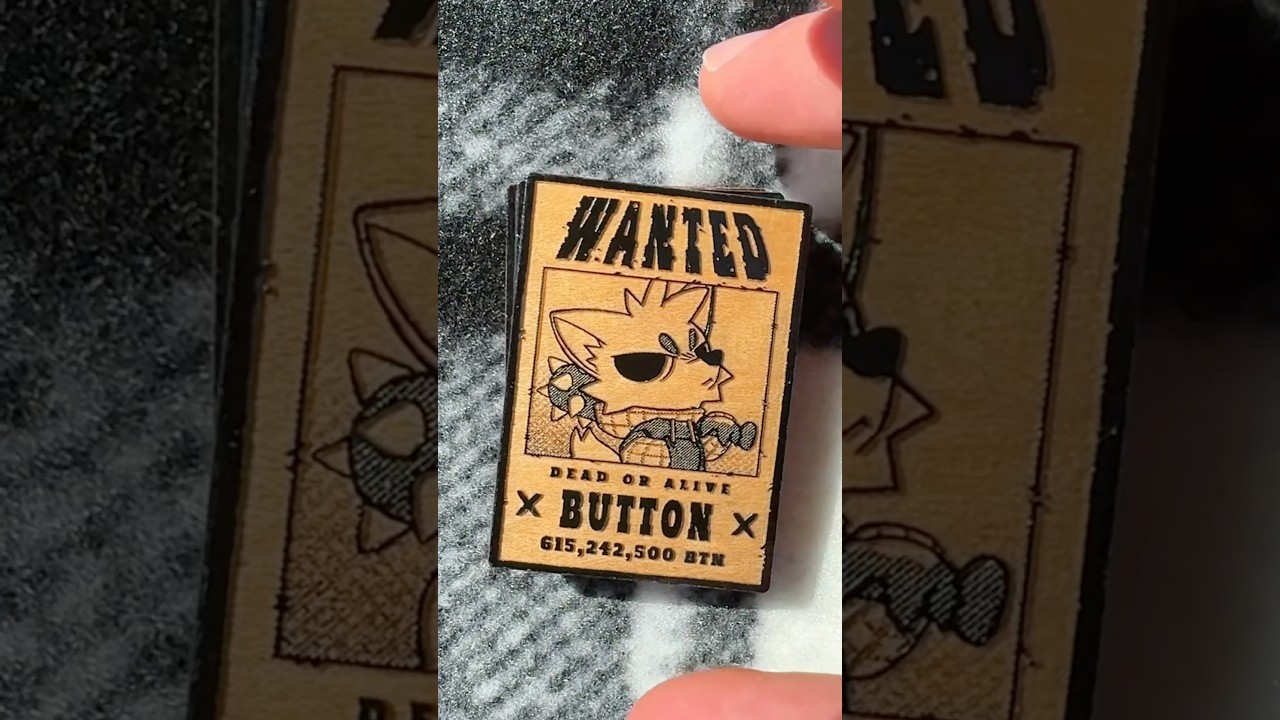 WANTED
DEAD OR ALIVE
× BUTTON ×
615,242,500 BTN